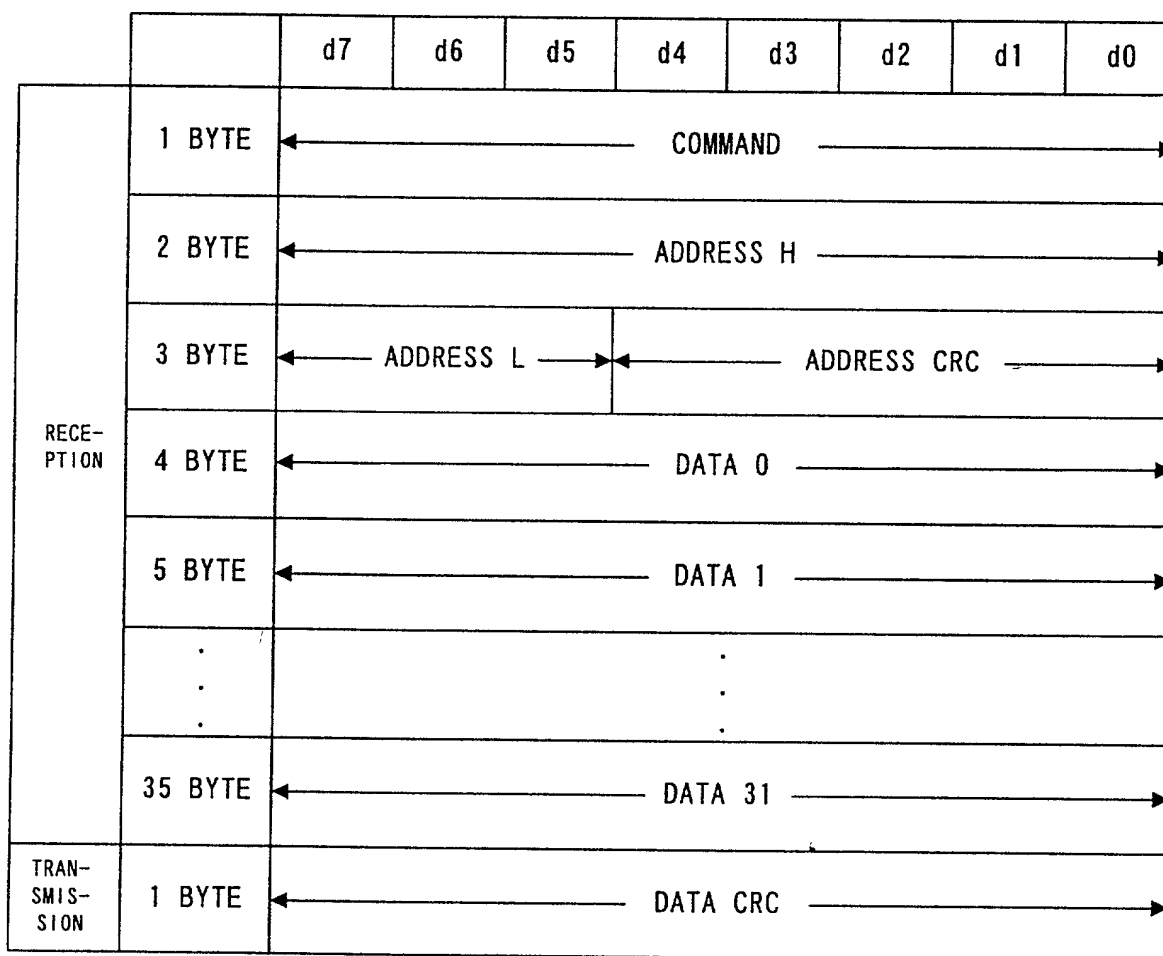 d7 d6 d5 d4 d3 d2 d1 d0
1 BYTE COMMAND
2 BYTE ADDRESS H
3 BYTE ADDRESS L ADDRESS CRC
RECE-
PTION
4 BYTE DATA 0
5 BYTE DATA 1
35 BYTE DATA 31
TRAN-
SMIS-
SION
1 BYTE DATA CRC